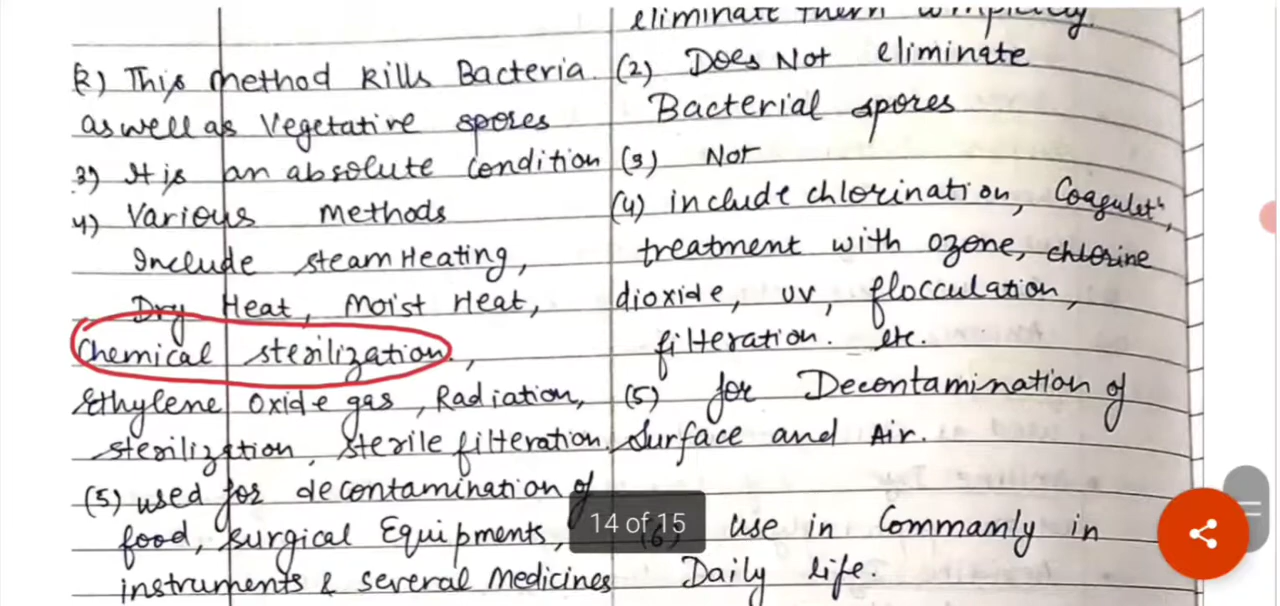 eliminate them completely.
(2) This method kills Bacteria
as well as Vegetative spores
3) It is an absolute condition
4) Various methods
Include steam Heating,
Dry Heat, Moist Heat,
Chemical sterilization,
Ethylene oxide gas, Radiation,
sterilization, sterile filteration.
(5) used for decontamination of
food, surgical Equipments,
instruments & several Medicines
(2) Does Not eliminate
Bacterial spores
(3) Not
(4) include chlorination, Coagulatn,
treatment with ozone, chlorine
dioxide, uv, flocculation,
filteration. etc.
(5) for Decontamination of
Surface and Air.
(6) use in Commanly in
Daily life.
14 of 15